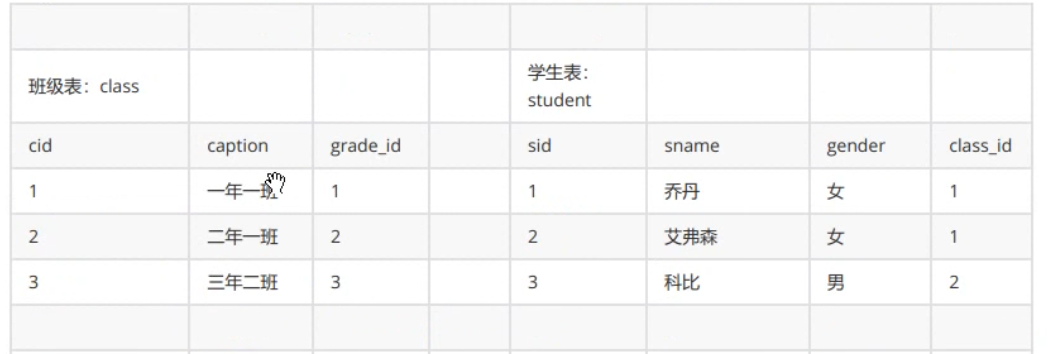 班级表：class 学生表：
student
cid caption grade_id sid sname gender class_id
1 一年一班 1 1 乔丹 女 1
2 二年一班 2 2 艾弗森 女 1
3 三年二班 3 3 科比 男 2